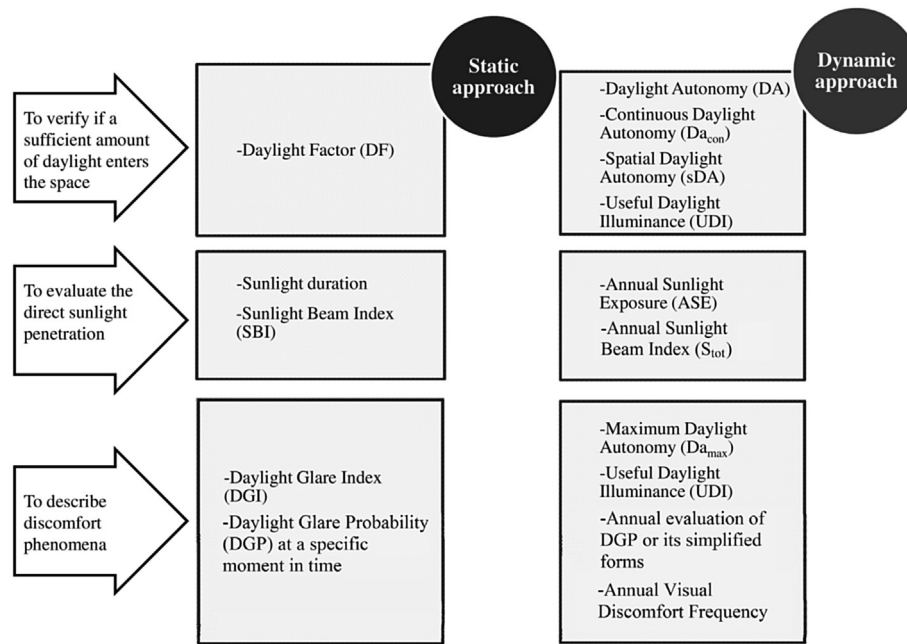 Static
approach
Dynamic
approach
To verify if a
sufficient amount
of daylight enters
the space
-Daylight Factor (DF)
-Daylight Autonomy (DA)
-Continuous Daylight
Autonomy (Da_con)
-Spatial Daylight
Autonomy (sDA)
-Useful Daylight
Illuminance (UDI)
To evaluate the
direct sunlight
penetration
-Sunlight duration
-Sunlight Beam Index
(SBI)
-Annual Sunlight
Exposure (ASE)
-Annual Sunlight
Beam Index (S_tot)
To describe
discomfort
phenomena
-Daylight Glare Index
(DGI)
-Daylight Glare Probability
(DGP) at a specific
moment in time
-Maximum Daylight
Autonomy (Da_max)
-Useful Daylight
Illuminance (UDI)
-Annual evaluation of
DGP or its simplified
forms
-Annual Visual
Discomfort Frequency